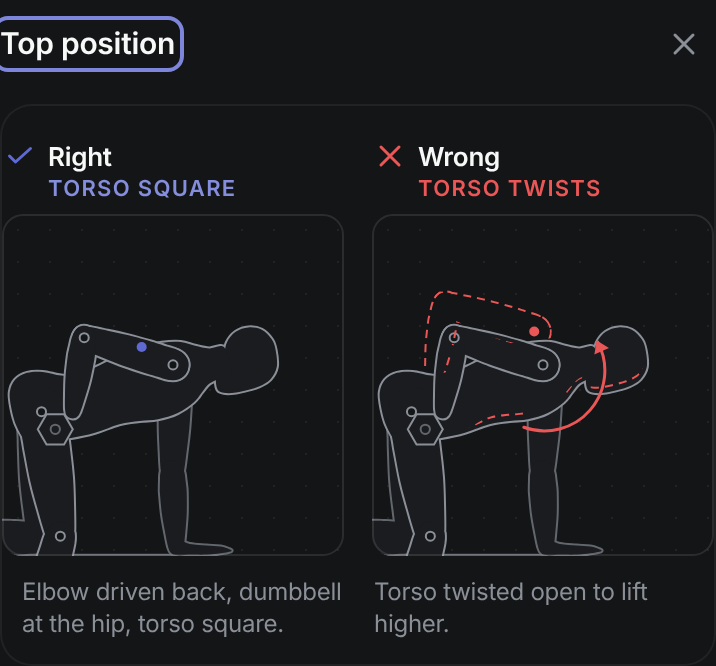 Top position
Right
TORSO SQUARE
Elbow driven back, dumbbell
at the hip, torso square.
Wrong
TORSO TWISTS
Torso twisted open to lift
higher.